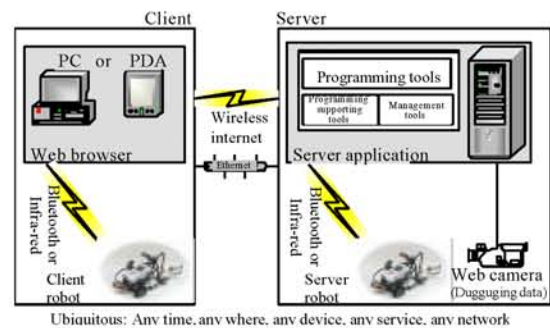 Client
Server
PC or PDA
Web browser
Wireless
internet
Ethernet
Programming tools
Programming
supporting
tools
Management
tools
Server application
Bluetooth or
Infra-red
Client
robot
Bluetooth or
Infra-red
Server
robot
Web camera
(Dugguging data)
Ubiquitous: Any time, any where, any device, any service, any network